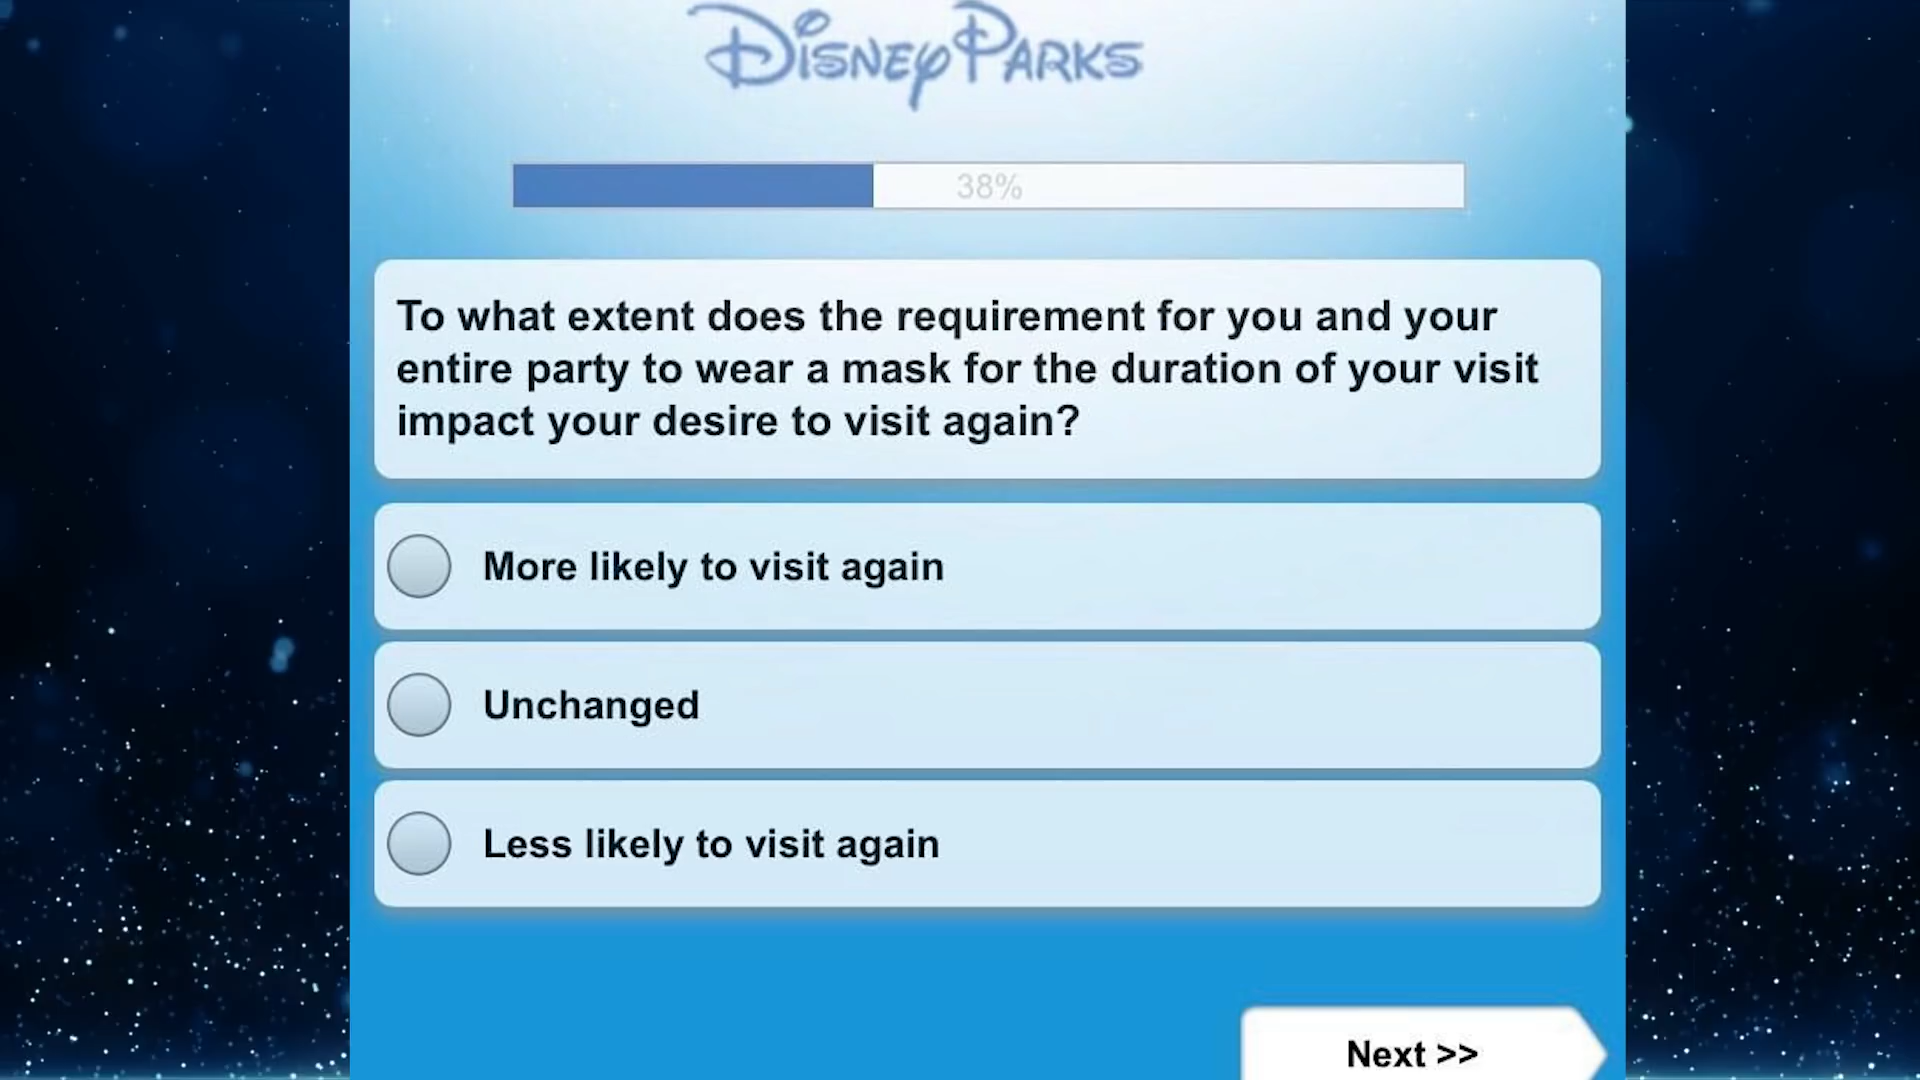 Disney Parks
38%
To what extent does the requirement for you and your
entire party to wear a mask for the duration of your visit
impact your desire to visit again?
More likely to visit again
Unchanged
Less likely to visit again
Next >>